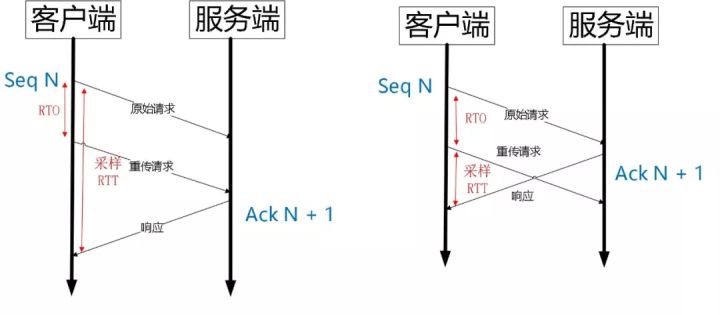 客户端
服务端
Seq N
RTO
原始请求
采样
RTT
重传请求
响应
Ack N + 1
客户端
服务端
Seq N
RTO
原始请求
重传请求
采样
RTT
响应
Ack N + 1